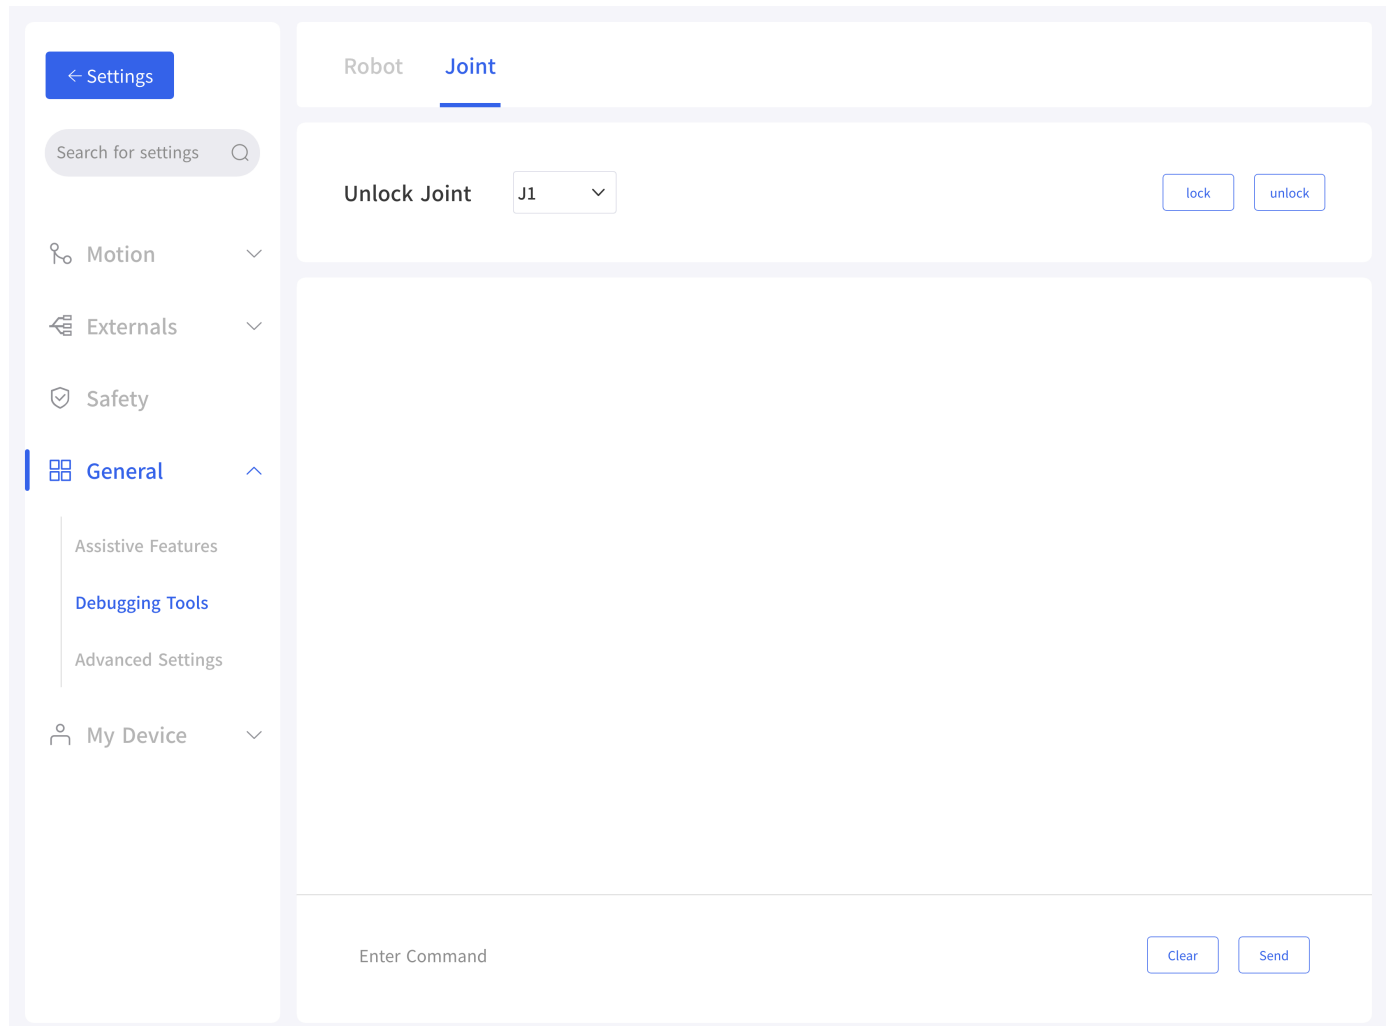 Settings
Search for settings
Motion
Externals
Safety
General
Assistive Features
Debugging Tools
Advanced Settings
My Device
Robot
Joint
Unlock Joint
J1
lock
unlock
Enter Command
Clear
Send